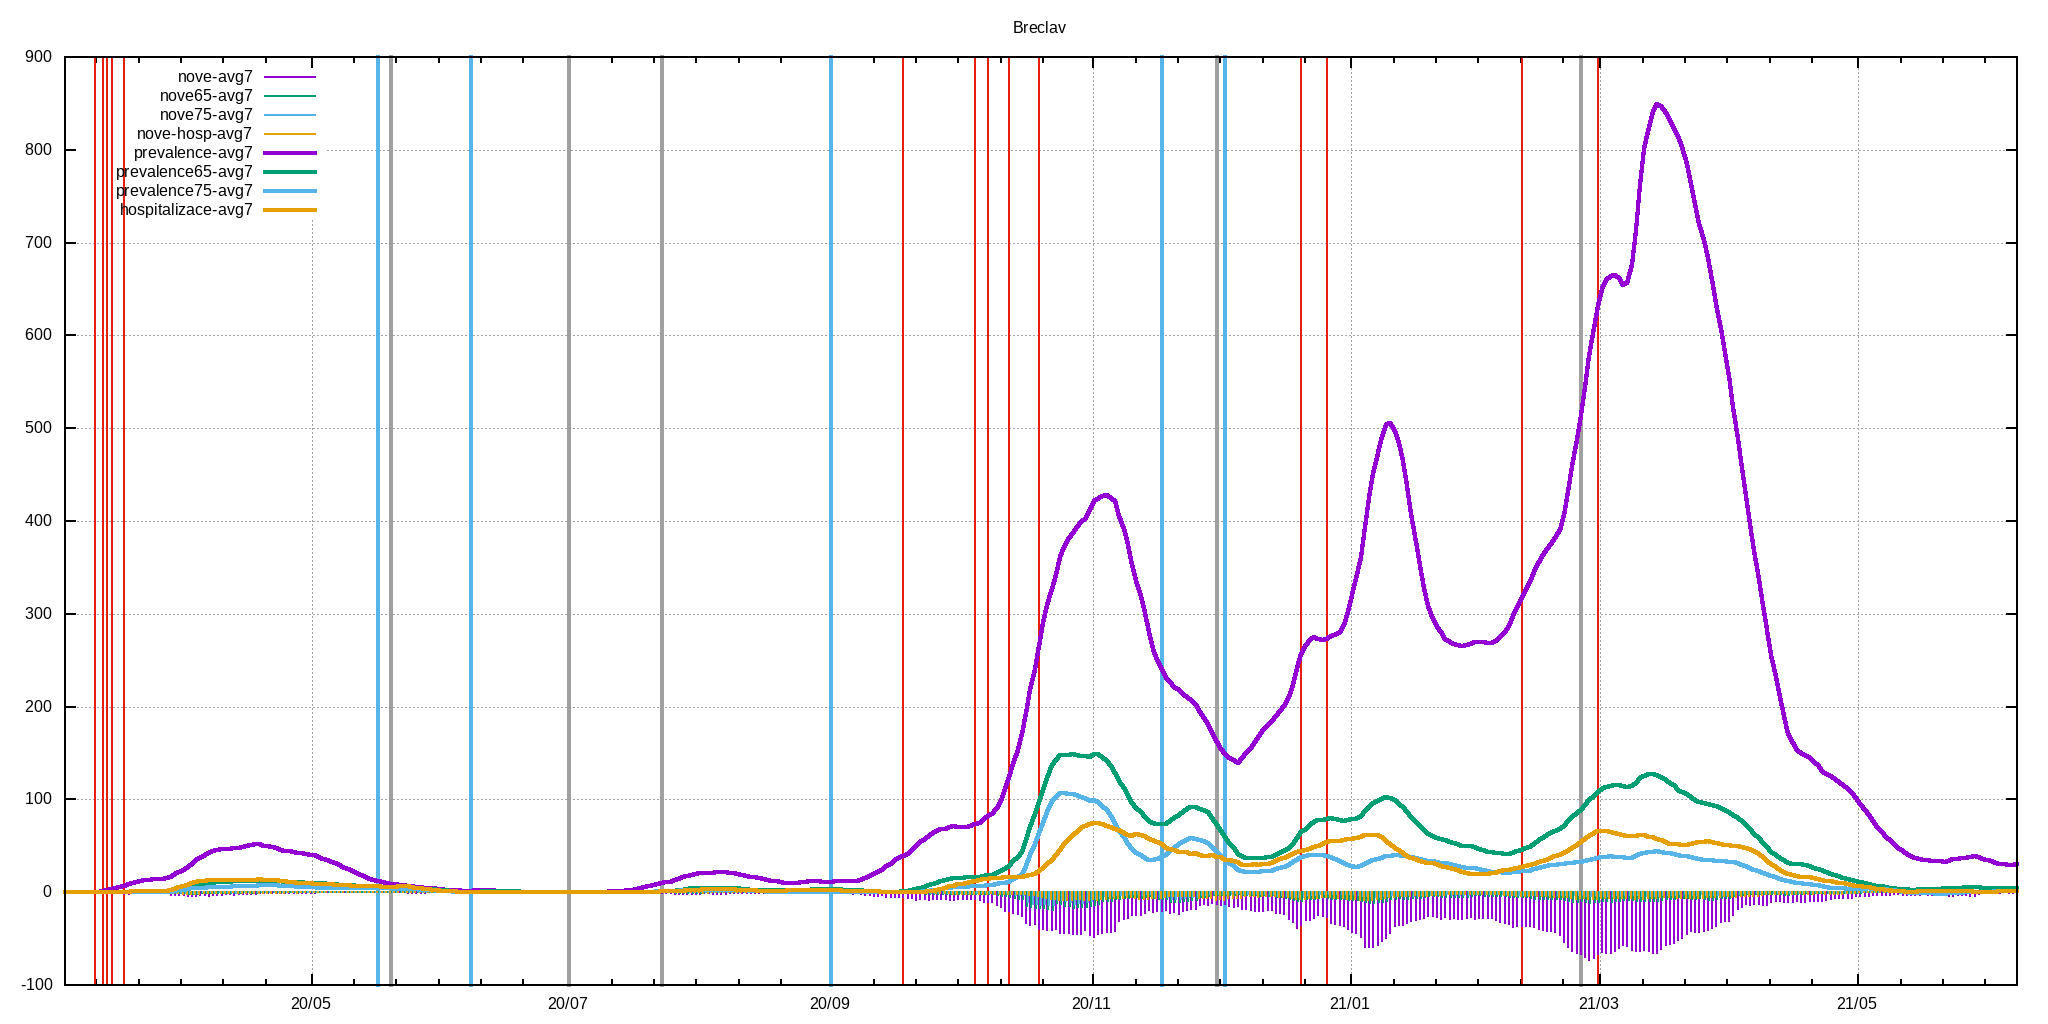 Breclav
900
800
700
600
500
400
300
200
100
0
-100
nove-avg7
nove65-avg7
nove75-avg7
nove-hosp-avg7
prevalence-avg7
prevalence65-avg7
prevalence75-avg7
hospitalizace-avg7
20/05 20/07 20/09 20/11 21/01 21/03 21/05